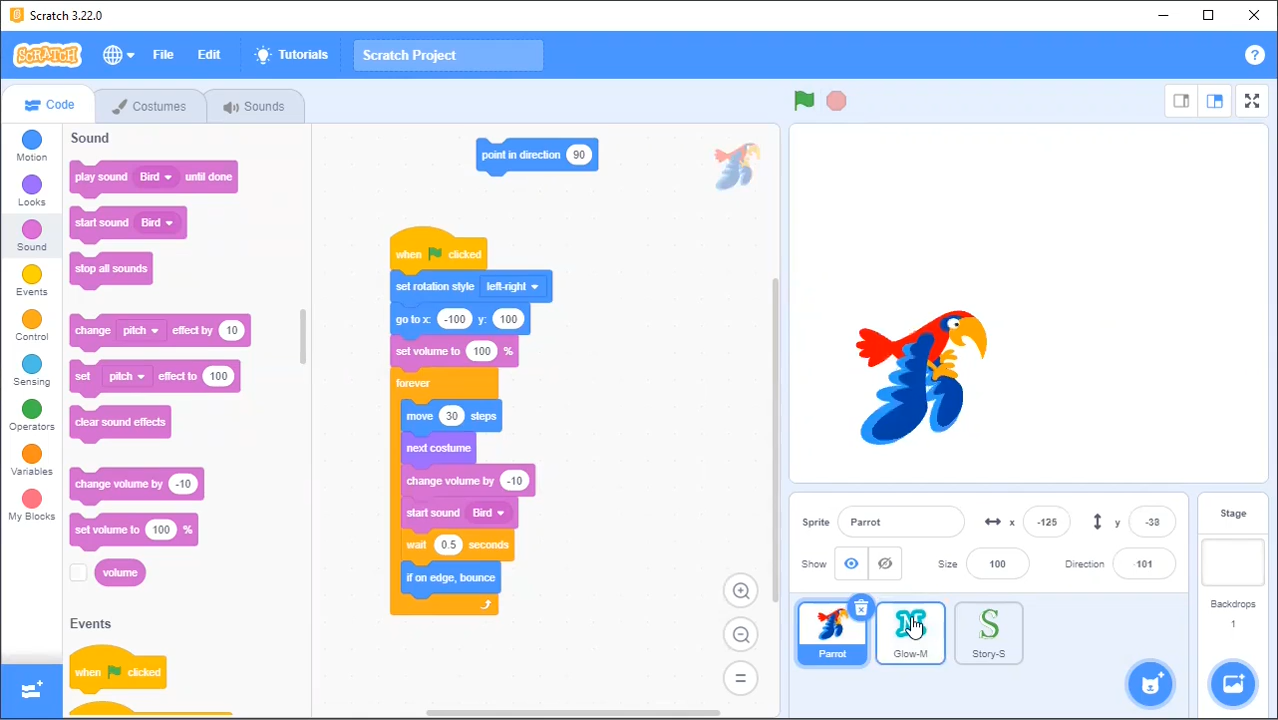 Scratch 3.22.0
SCRATCH File Edit Tutorials Scratch Project ?
Code Costumes Sounds
Motion
Looks
Sound
Events
Control
Sensing
Operators
Variables
My Blocks
Sound
play sound Bird until done
start sound Bird
stop all sounds
change pitch effect by 10
set pitch effect to 100
clear sound effects
change volume by -10
set volume to 100 %
volume
Events
when clicked
point in direction 90
when clicked
set rotation style left-right
go to x: -100 y: 100
set volume to 100 %
forever
move 30 steps
next costume
change volume by -10
start sound Bird
wait 0.5 seconds
if on edge, bounce
Sprite Parrot x -125 y -38
Show Size 100 Direction -101
Parrot
Glow-M
S
Story-S
Stage
Backdrops
1